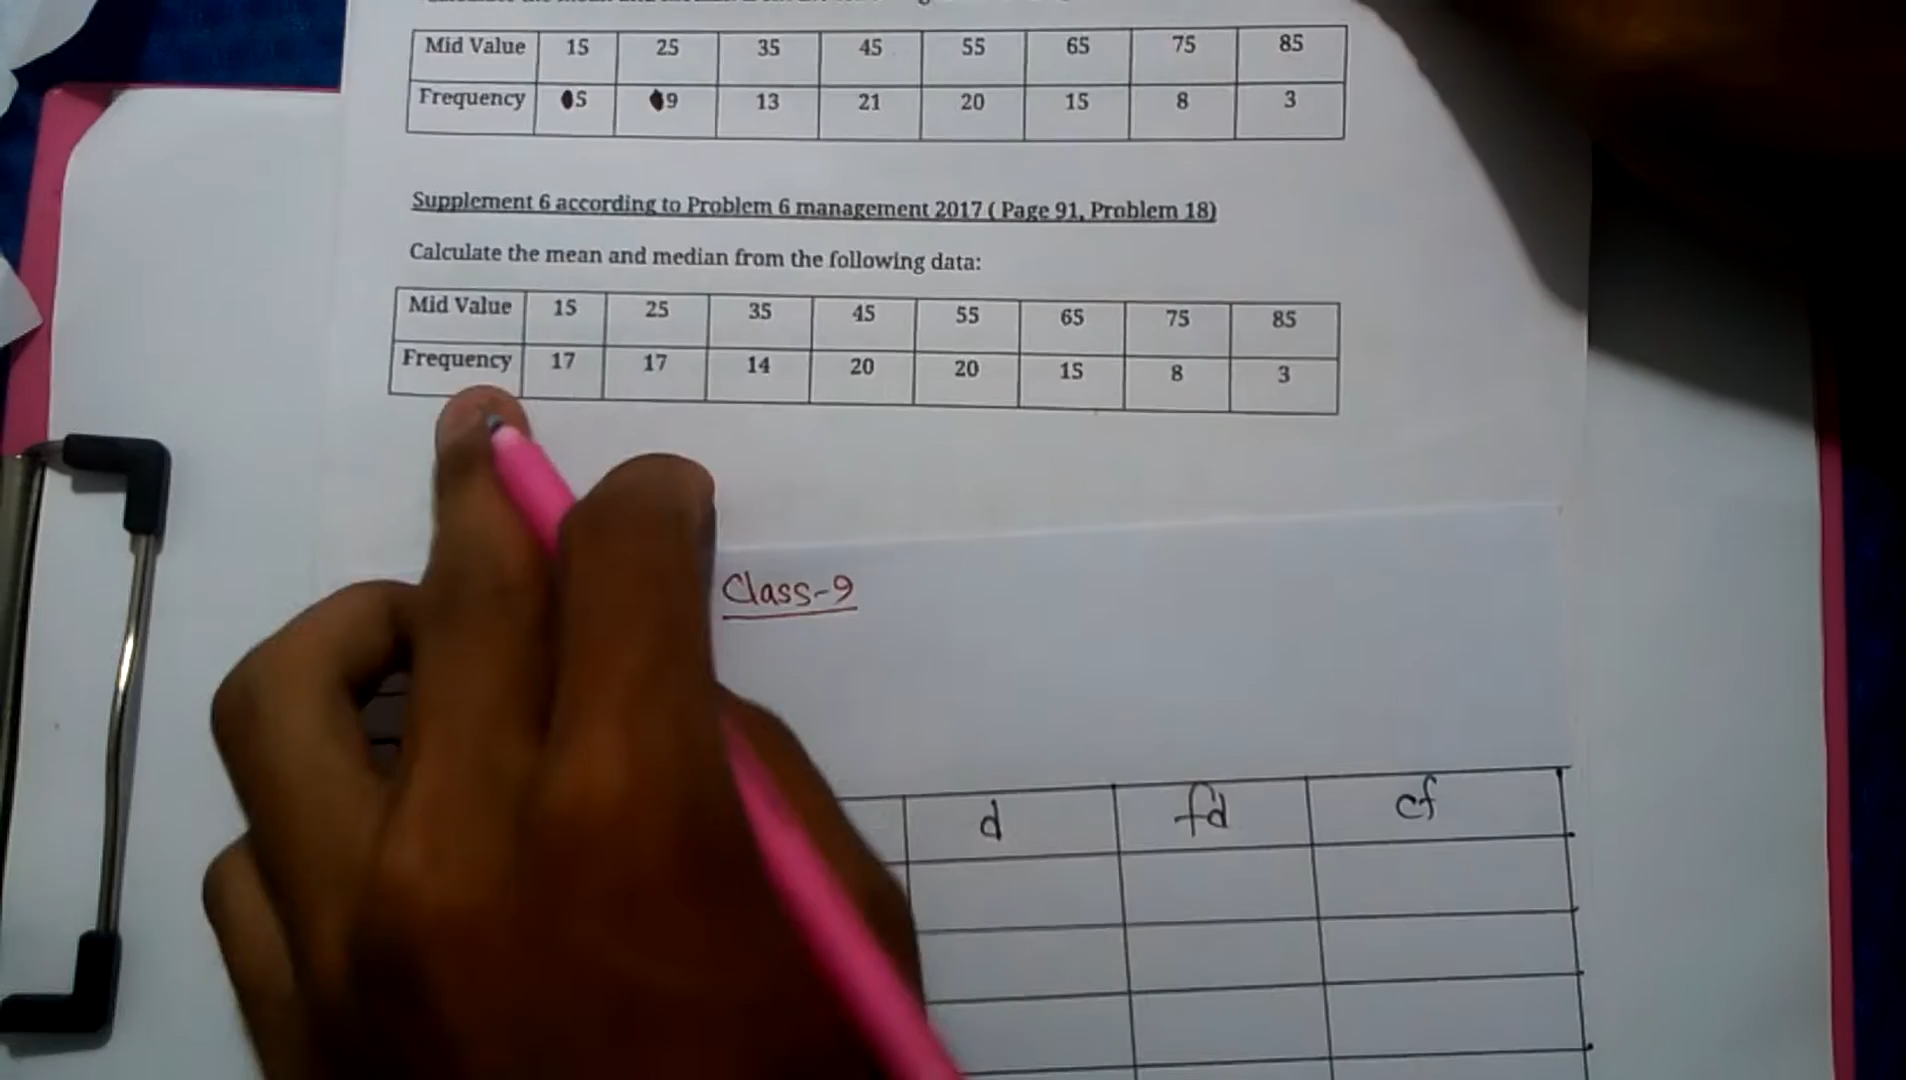 Mid Value 15 25 35 45 55 65 75 85
Frequency 5 9 13 21 20 15 8 3
Supplement 6 according to Problem 6 management 2017 ( Page 91, Problem 18)
Calculate the mean and median from the following data:
Mid Value 15 25 35 45 55 65 75 85
Frequency 17 17 14 20 20 15 8 3
Class-9
d fd cf